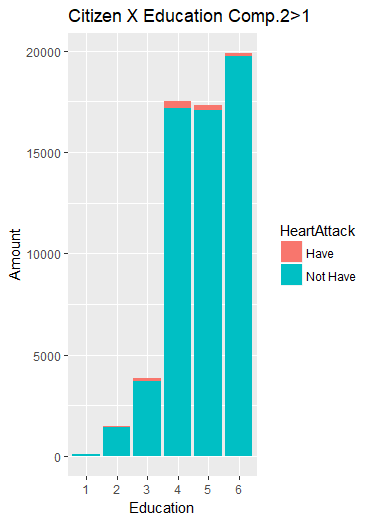 Citizen X Education Comp.2>1
20000
15000
10000
5000
0
Amount
1 2 3 4 5 6
Education
HeartAttack
Have
Not Have